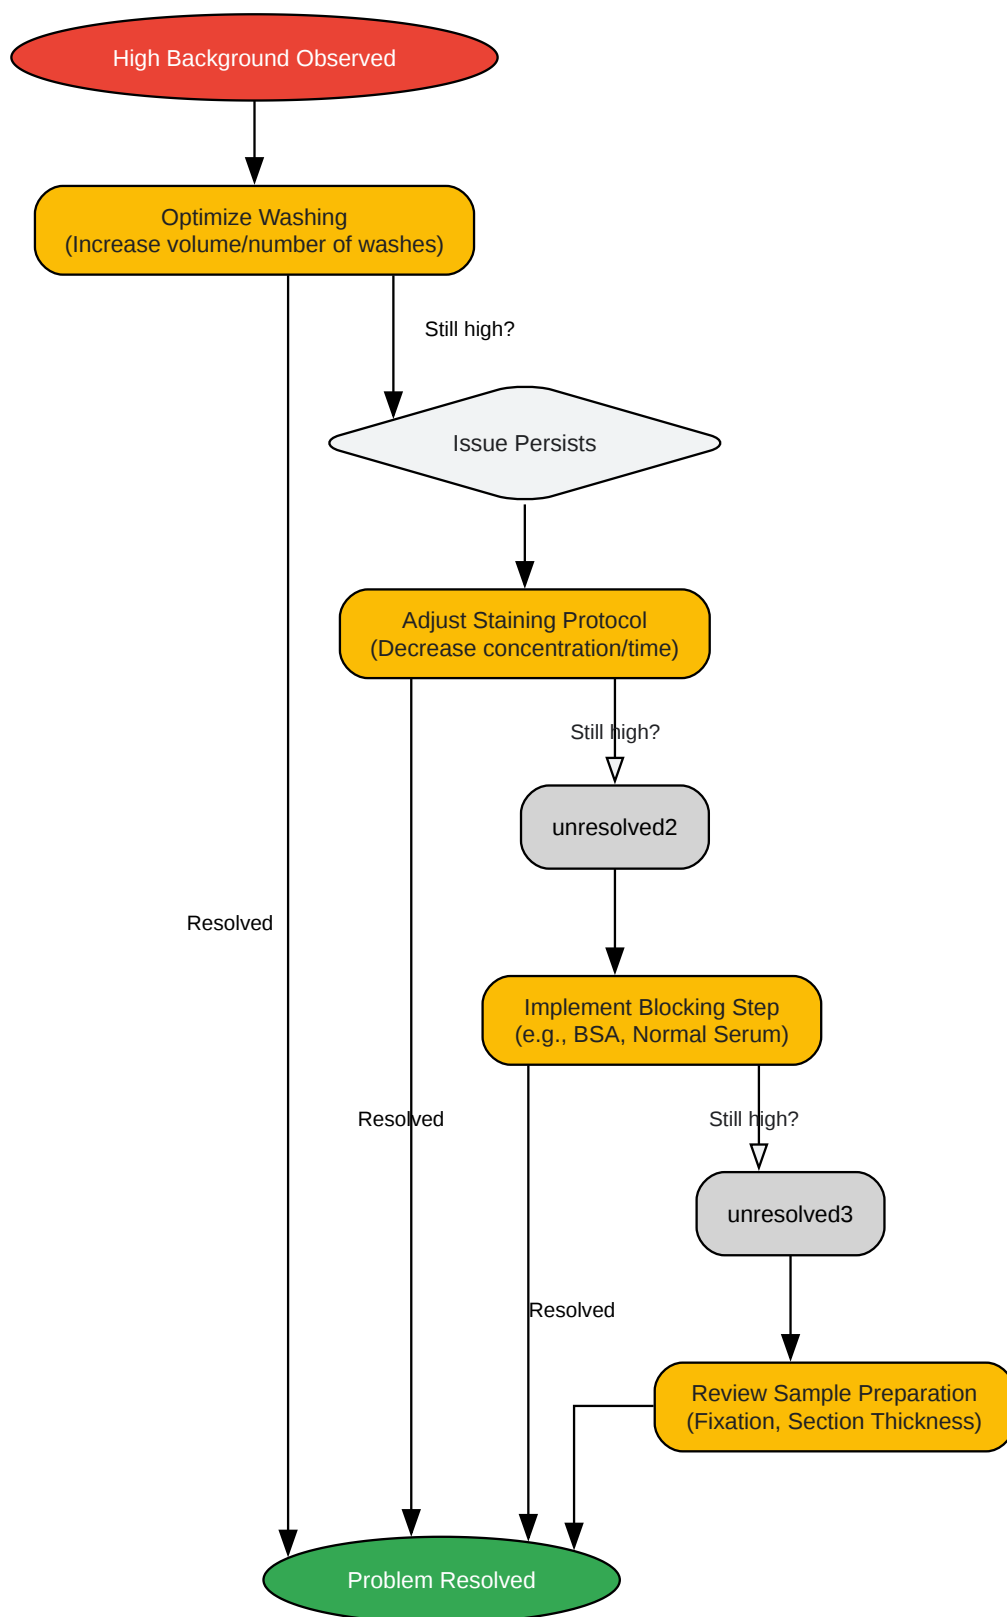 High Background Observed
Optimize Washing
(Increase volume/number of washes)
Still high?
Issue Persists
Adjust Staining Protocol
(Decrease concentration/time)
Still high?
unresolved2
Resolved
Implement Blocking Step
(e.g., BSA, Normal Serum)
Resolved
Still high?
unresolved3
Resolved
Review Sample Preparation
(Fixation, Section Thickness)
Problem Resolved